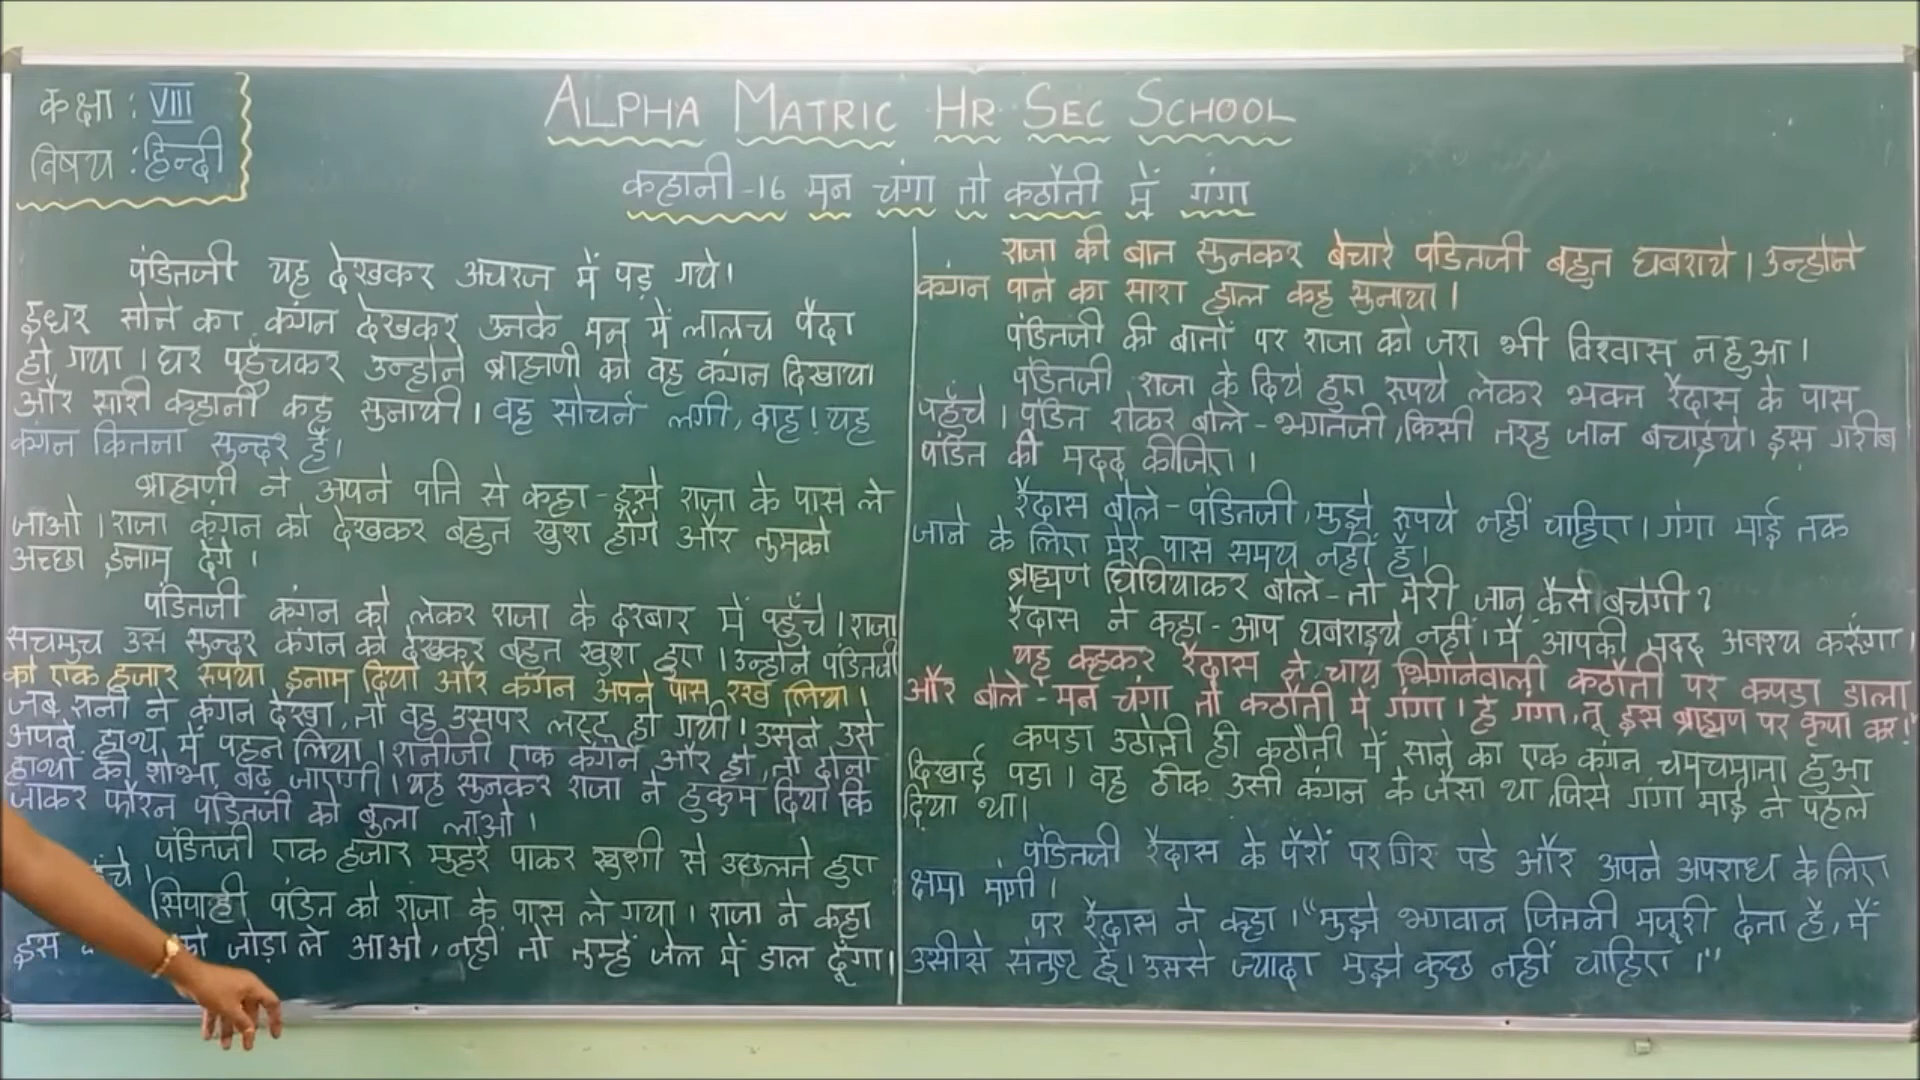 कक्षा : VIII
विषय : हिन्दी
ALPHA MATRIC HR SEC SCHOOL
कहानी-16 मन चंगा तो कठौती में गंगा
पंडितजी यह देखकर अचरज में पड़ गये।
इधर सोने का कंगन देखकर उनके मन में लालच पैदा
हो गया। घर पहुँचकर उन्होंने ब्राह्मणी को वह कंगन दिखाया
और सारी कहानी कह सुनायी। वह सोचने लगी, वाह! यह
कंगन कितना सुन्दर है।
ब्राह्मणी ने अपने पति से कहा - इसे राजा के पास ले
जाओ। राजा कंगन को देखकर बहुत खुश होंगे और तुमको
अच्छा इनाम देंगे।
पंडितजी कंगन को लेकर राजा के दरबार में पहुँचे। राजा
सचमुच उस सुन्दर कंगन को देखकर बहुत खुश हुए। उन्होंने पंडितजी
को एक हजार रुपया इनाम दिया और कंगन अपने पास रख लिया।
जब रानी ने कंगन देखा, तो वह उसपर लट्टू हो गयी। उसने उसे
अपने हाथ में पहन लिया। रानीजी एक कंगन और हो, तो दोनों
हाथों की शोभा बढ़ जाएगी। यह सुनकर राजा ने हुकुम दिया कि
जाकर फौरन पंडितजी को बुला लाओ।
पंडितजी एक हजार मुहरें पाकर खुशी से उछलते हुए
सिपाही पंडित को राजा के पास ले गया। राजा ने कहा
इस जोड़ा ले आओ, नहीं तो तुम्हें जेल में डाल दूँगा।
राजा की बात सुनकर बेचारे पंडितजी बहुत घबराये। उन्होंने
कंगन पाने का सारा हाल कह सुनाया।
पंडितजी की बातों पर राजा को जरा भी विश्वास न हुआ।
पंडितजी राजा के दिये हुए रुपये लेकर भक्त रैदास के पास
पहुँचे। पंडित रोकर बोले - भगतजी, किसी तरह जान बचाइये। इस गरीब
पंडित की मदद कीजिए।
रैदास बोले - पंडितजी, मुझे रुपये नहीं चाहिए। गंगा माई तक
जाने के लिए मेरे पास समय नहीं है।
ब्राह्मण घिघियाकर बोले - तो मेरी जान कैसे बचेगी?
रैदास ने कहा - आप घबराइये नहीं। मैं आपकी मदद अवश्य करूँगा।
यह कहकर रैदास ने चाम भिगोनेवाली कठौती पर कपडा डाला
और बोले - मन चंगा तो कठौती में गंगा। हे गंगा, तू इस ब्राह्मण पर कृपा कर!"
कपडा उठाते ही कठौती में सोने का एक कंगन चमचमाता हुआ
दिखाई पडा। वह ठीक उसी कंगन के जैसा था, जिसे गंगा माई ने पहले
दिया था।
पंडितजी रैदास के पैरों पर गिर पडे और अपने अपराध के लिए
क्षमा मांगी।
पर रैदास ने कहा। "मुझे भगवान जितनी मजूरी देता है, मैं
उसीसे संतुष्ट हूँ। उससे ज्यादा मुझे कुछ नहीं चाहिए।"